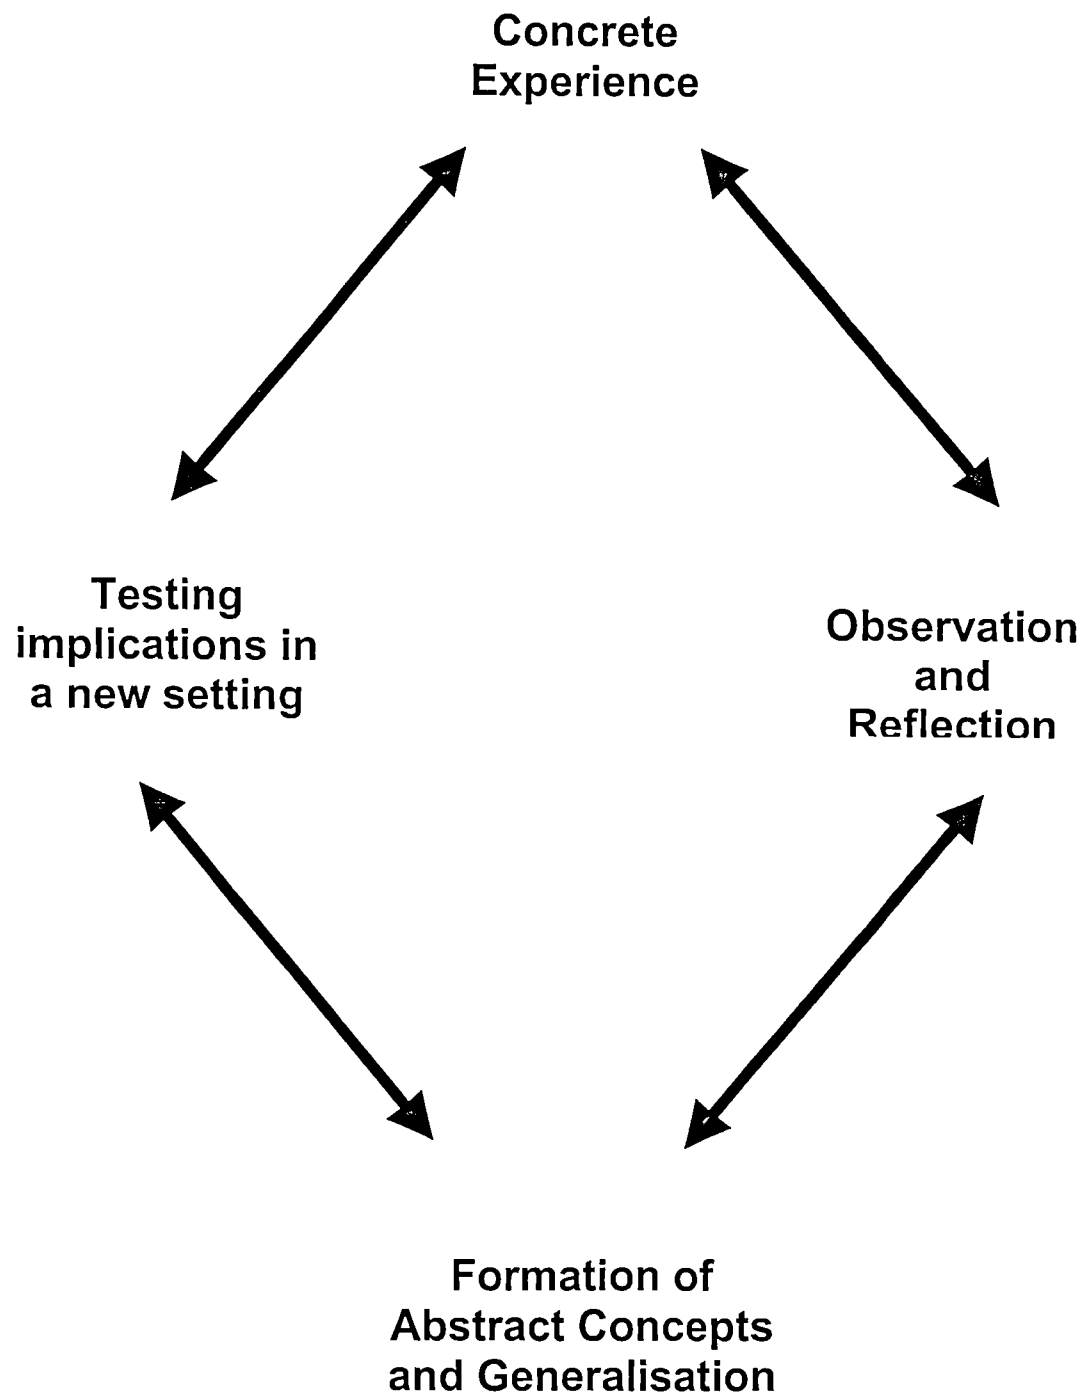 Concrete
Experience
Testing
implications in
a new setting
Observation
and
Reflection
Formation of
Abstract Concepts
and Generalisation